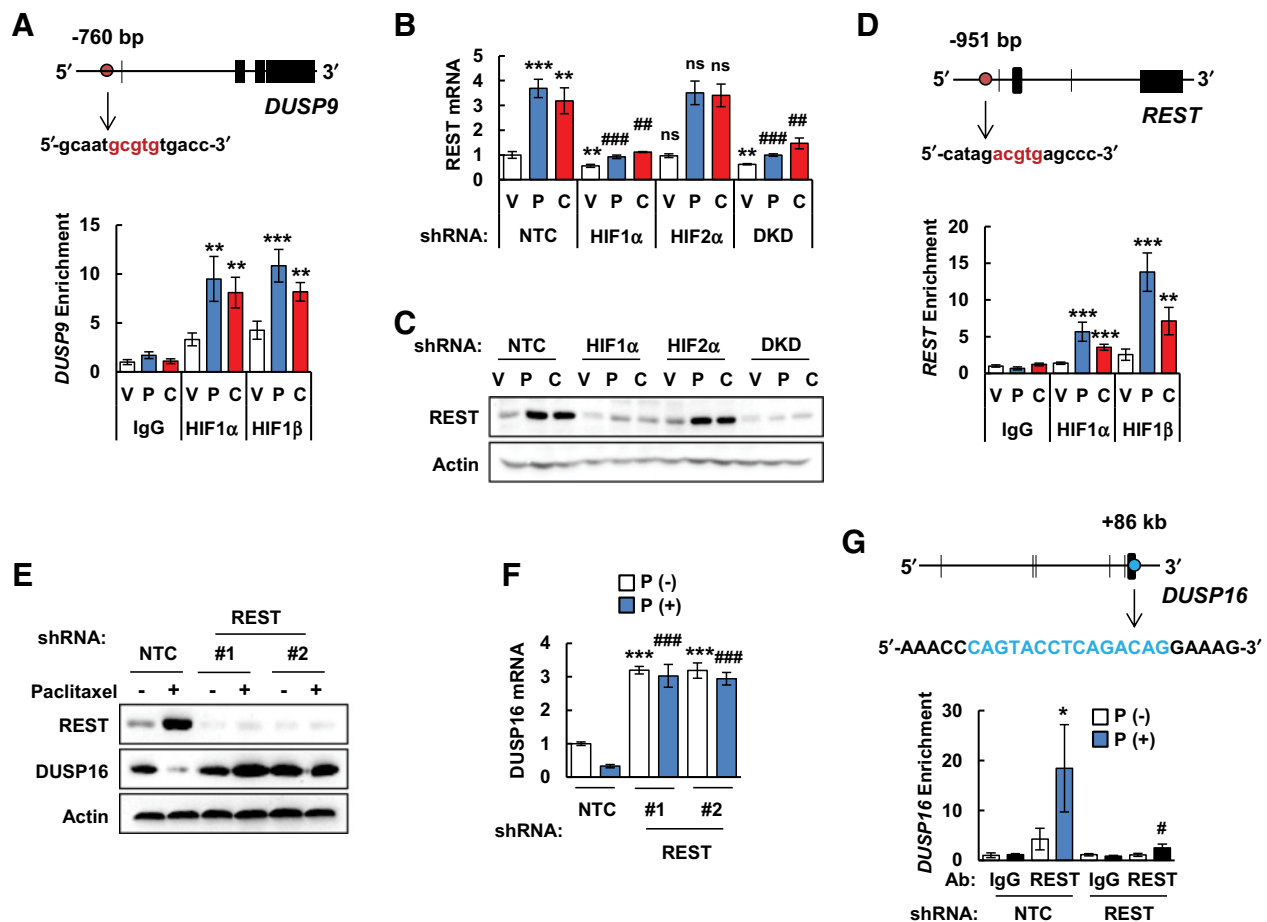 A
-760 bp
5′ 3′
DUSP9
5′-gcaatgcgtgtgacc-3′
DUSP9 Enrichment
15
10
5
0
** ** *** **
V P C V P C V P C
IgG HIF1α HIF1β
B
REST mRNA
5
4
3
2
1
0
*** ** ** ### ## ns ns ns ** ### ##
V P C V P C V P C V P C
shRNA: NTC HIF1α HIF2α DKD
C
shRNA: NTC HIF1α HIF2α DKD
V P C V P C V P C V P C
REST
Actin
D
-951 bp
5′ 3′
REST
5′-catagacgtgagccc-3′
REST Enrichment
20
15
10
5
0
*** *** *** **
V P C V P C V P C
IgG HIF1α HIF1β
E
REST
shRNA:
NTC #1 #2
Paclitaxel - + - + - +
REST
DUSP16
Actin
F
P (-)
P (+)
DUSP16 mRNA
4
3
2
1
0
*** ### *** ###
NTC #1 #2
shRNA:
REST
G
+86 kb
5′ 3′
DUSP16
5′-AAACCCAGTACCTCAGACAGGAAAG-3′
P (-)
P (+)
DUSP16 Enrichment
30
20
10
0
* #
Ab: IgG REST IgG REST
shRNA: NTC REST